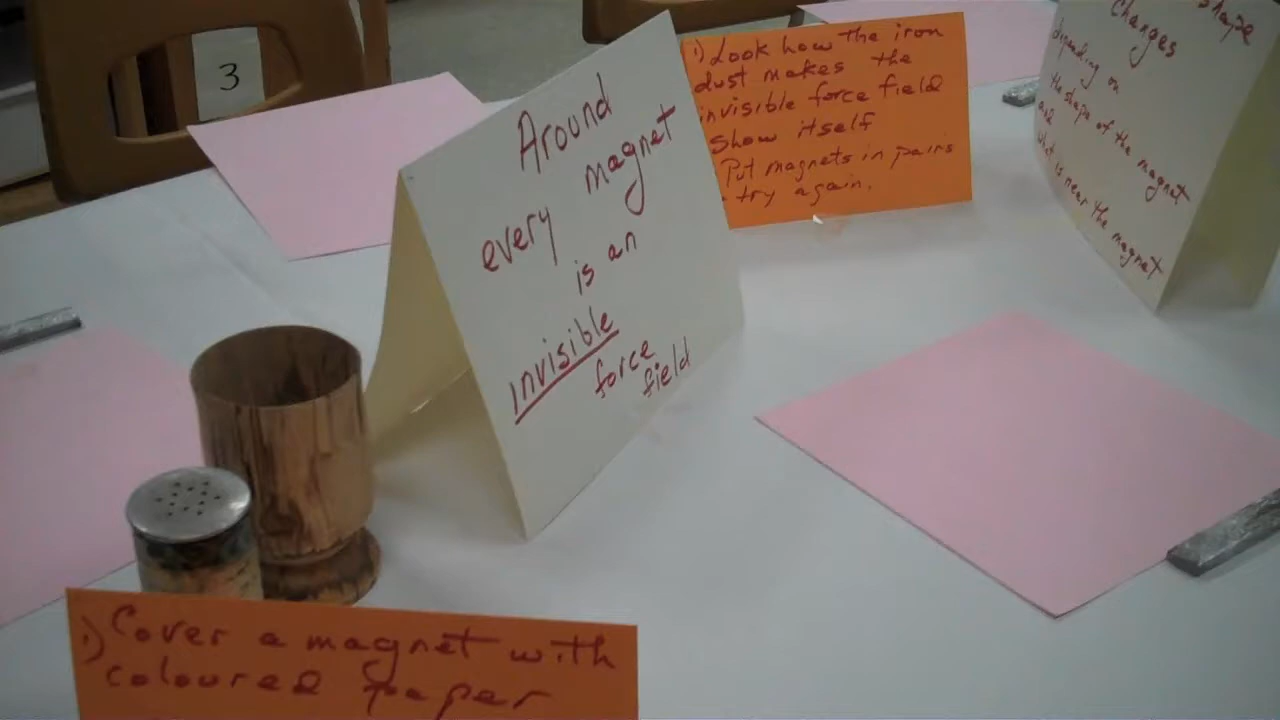 3
Around
every magnet
is an
invisible
force
field
1) Look how the iron
dust makes the
invisible force field
Show itself
Put magnets in pairs
try again.
shape
changes
depending on
the shape of the magnet
and
what is near the magnet
1) Cover a magnet with
coloured paper